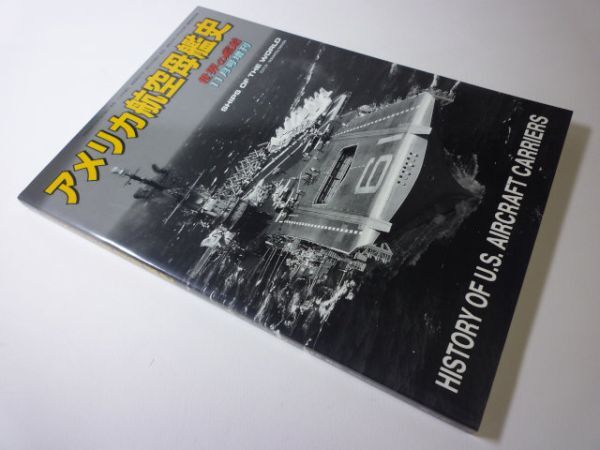 アメリカ航空母艦史
世界の艦船
11月号増刊
SHIPS OF THE WORLD
61
HISTORY OF U.S. AIRCRAFT CARRIERS